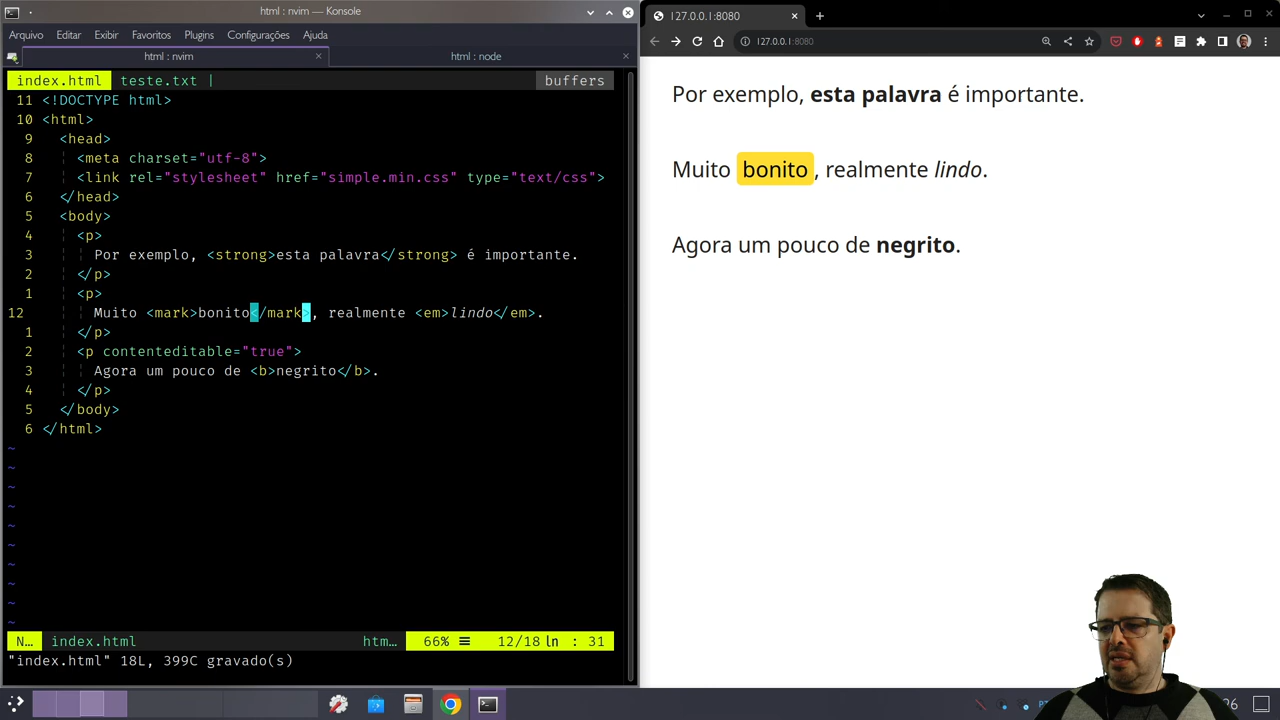 html : nvim — Konsole
Arquivo Editar Exibir Favoritos Plugins Configurações Ajuda
html : nvim
html : node
index.html teste.txt | buffers
11 <!DOCTYPE html>
10 <html>
9 <head>
8 <meta charset="utf-8">
7 <link rel="stylesheet" href="simple.min.css" type="text/css">
6 </head>
5 <body>
4 <p>
3 Por exemplo, <strong>esta palavra</strong> é importante.
2 </p>
1 <p>
12 Muito <mark>bonito</mark>, realmente <em>lindo</em>.
1 </p>
2 <p contenteditable="true">
3 Agora um pouco de <b>negrito</b>.
4 </p>
5 </body>
6 </html>
~
~
~
~
~
~
~
~
~
~
N… index.html htm… 66% ☰ 12/18 ln : 31
"index.html" 18L, 399C gravado(s)
127.0.0.1:8080
127.0.0.1:8080
Por exemplo, esta palavra é importante.
Muito bonito, realmente lindo.
Agora um pouco de negrito.